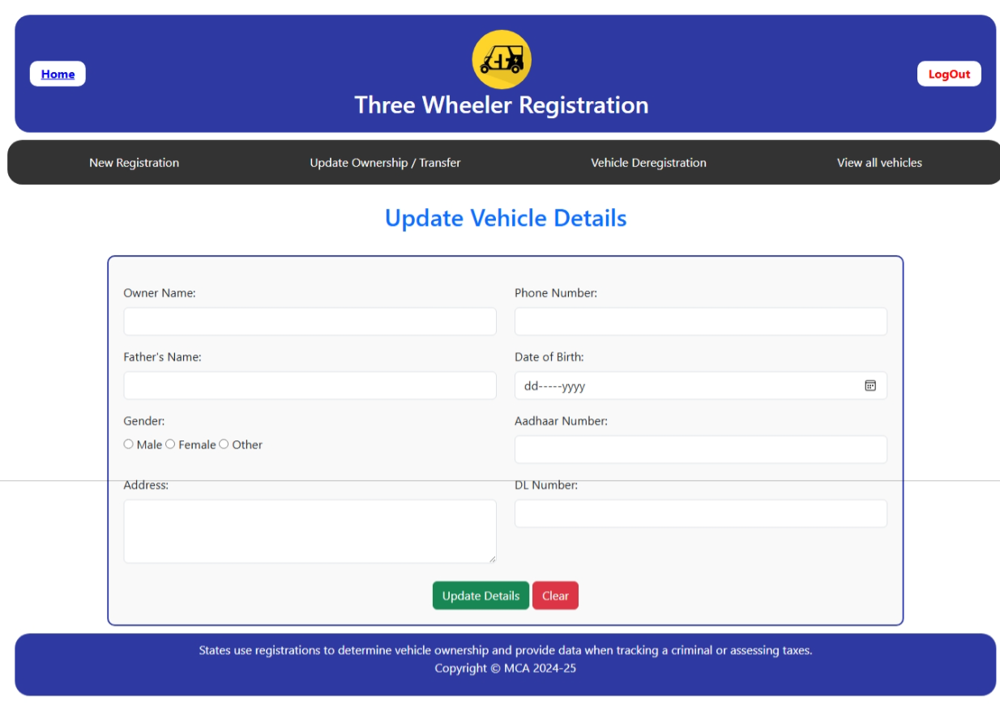 Home
LogOut
Three Wheeler Registration
New Registration Update Ownership / Transfer Vehicle Deregistration View all vehicles
Update Vehicle Details
Owner Name: Phone Number:
Father's Name: Date of Birth:
dd-----yyyy
Gender: Aadhaar Number:
Male Female Other
Address: DL Number:
Update Details Clear
States use registrations to determine vehicle ownership and provide data when tracking a criminal or assessing taxes.
Copyright © MCA 2024-25